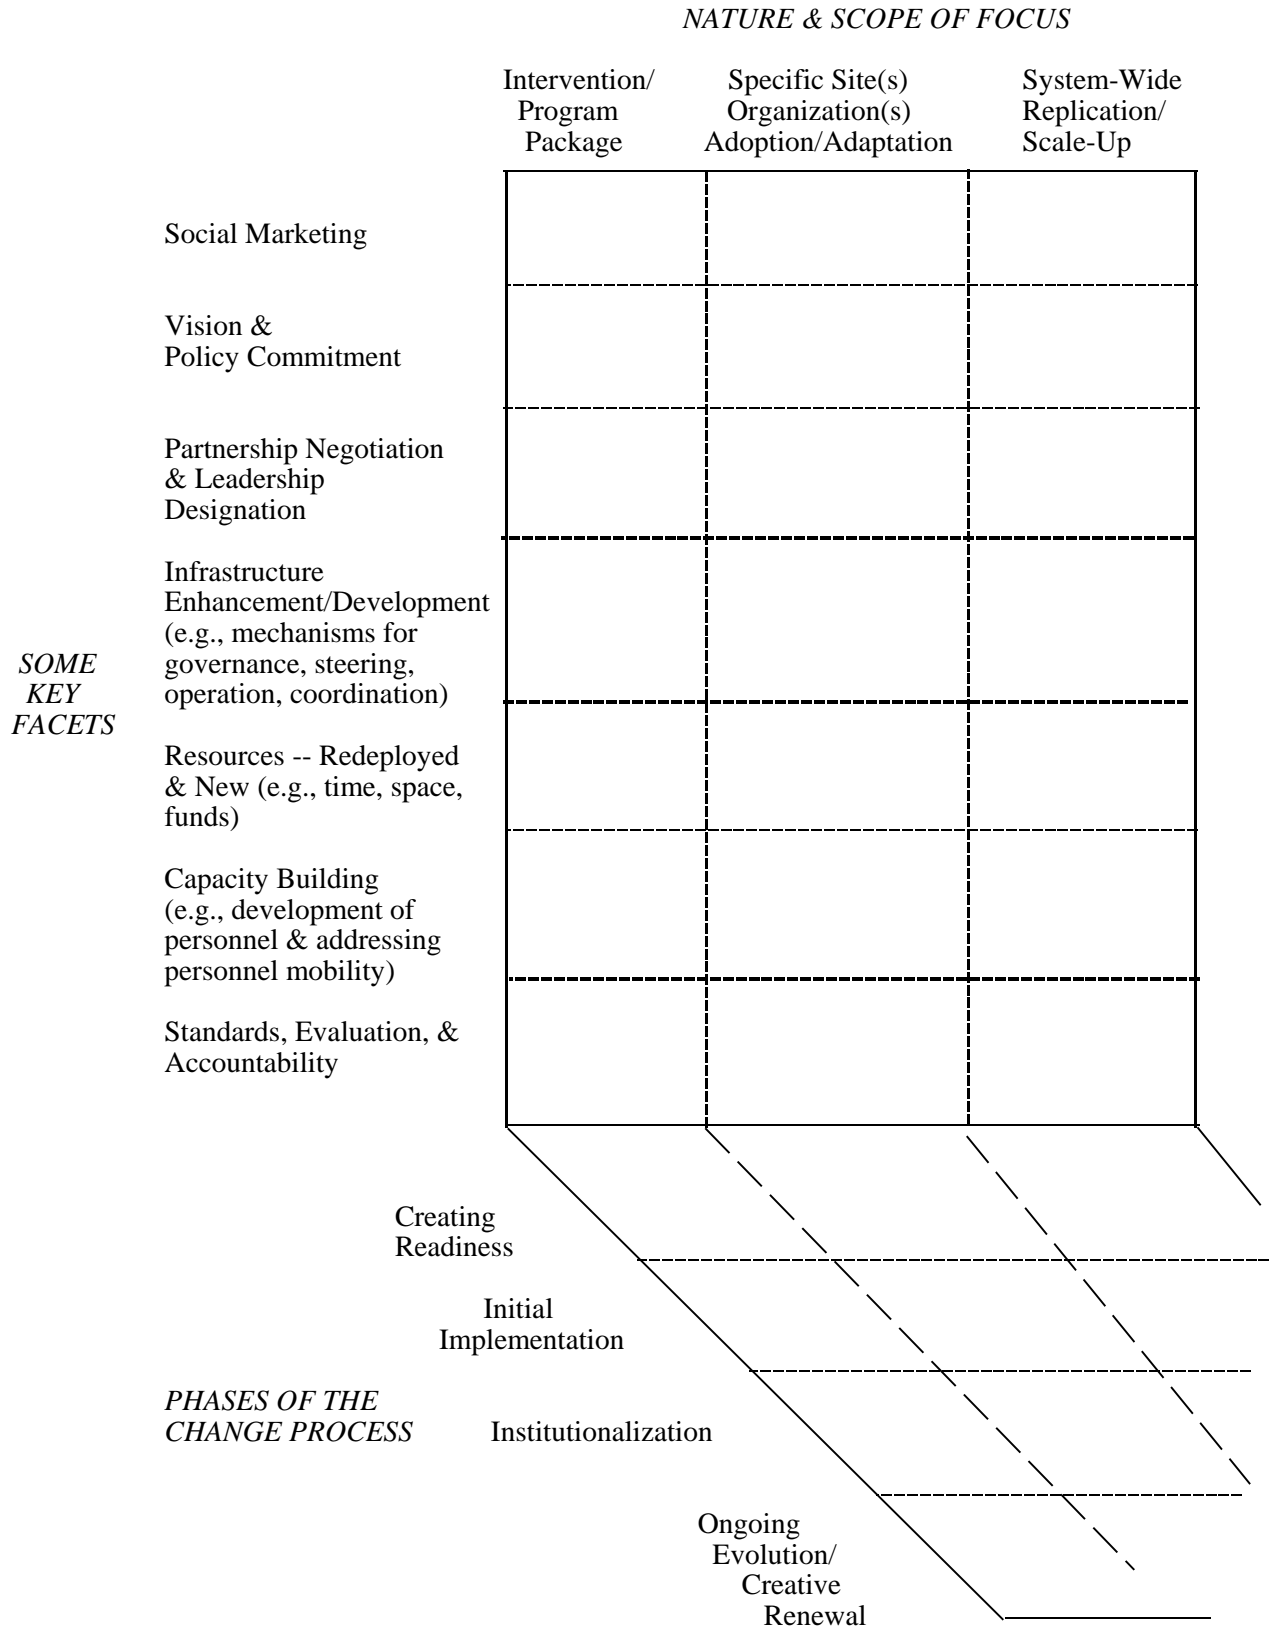 NATURE & SCOPE OF FOCUS
Intervention/
Program
Package
Specific Site(s)
Organization(s)
Adoption/Adaptation
System-Wide
Replication/
Scale-Up
Social Marketing
Vision &
Policy Commitment
Partnership Negotiation
& Leadership
Designation
Infrastructure
Enhancement/Development
(e.g., mechanisms for
governance, steering,
operation, coordination)
SOME
KEY
FACETS
Resources -- Redeployed
& New (e.g., time, space,
funds)
Capacity Building
(e.g., development of
personnel & addressing
personnel mobility)
Standards, Evaluation, &
Accountability
Creating
Readiness
Initial
Implementation
PHASES OF THE
CHANGE PROCESS
Institutionalization
Ongoing
Evolution/
Creative
Renewal